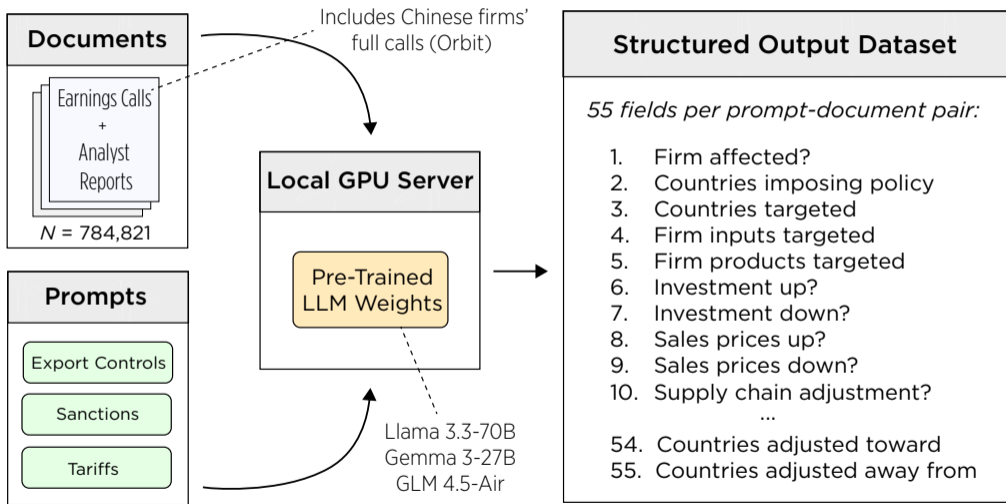 Documents
Earnings Calls
+
Analyst
Reports
N = 784,821
Includes Chinese firms'
full calls (Orbit)
Prompts
Export Controls
Sanctions
Tariffs
Local GPU Server
Pre-Trained
LLM Weights
Llama 3.3-70B
Gemma 3-27B
GLM 4.5-Air
Structured Output Dataset
55 fields per prompt-document pair:
1. Firm affected?
2. Countries imposing policy
3. Countries targeted
4. Firm inputs targeted
5. Firm products targeted
6. Investment up?
7. Investment down?
8. Sales prices up?
9. Sales prices down?
10. Supply chain adjustment?
...
54. Countries adjusted toward
55. Countries adjusted away from